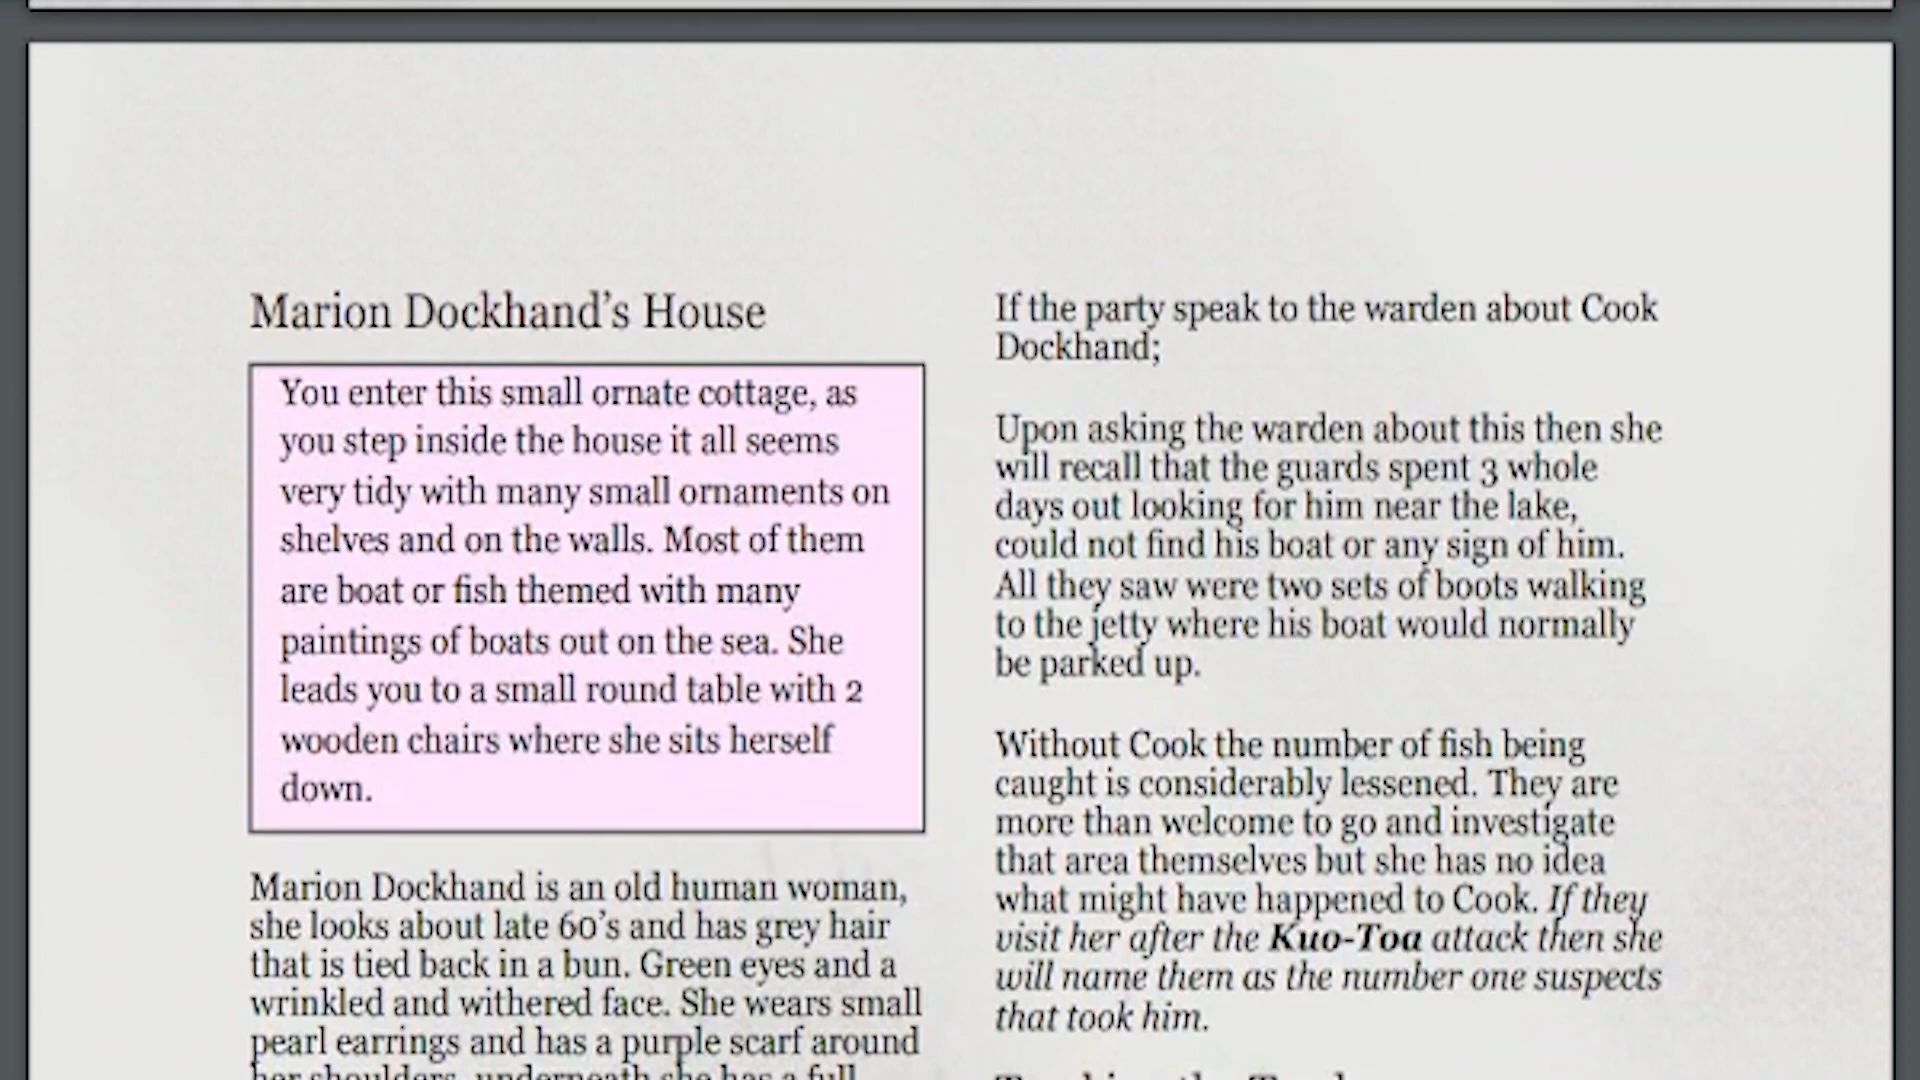 Marion Dockhand's House
You enter this small ornate cottage, as
you step inside the house it all seems
very tidy with many small ornaments on
shelves and on the walls. Most of them
are boat or fish themed with many
paintings of boats out on the sea. She
leads you to a small round table with 2
wooden chairs where she sits herself
down.
Marion Dockhand is an old human woman,
she looks about late 60's and has grey hair
that is tied back in a bun. Green eyes and a
wrinkled and withered face. She wears small
pearl earrings and has a purple scarf around
her shoulders, underneath she has a full
If the party speak to the warden about Cook
Dockhand;
Upon asking the warden about this then she
will recall that the guards spent 3 whole
days out looking for him near the lake,
could not find his boat or any sign of him.
All they saw were two sets of boots walking
to the jetty where his boat would normally
be parked up.
Without Cook the number of fish being
caught is considerably lessened. They are
more than welcome to go and investigate
that area themselves but she has no idea
what might have happened to Cook. If they
visit her after the Kuo-Toa attack then she
will name them as the number one suspects
that took him.